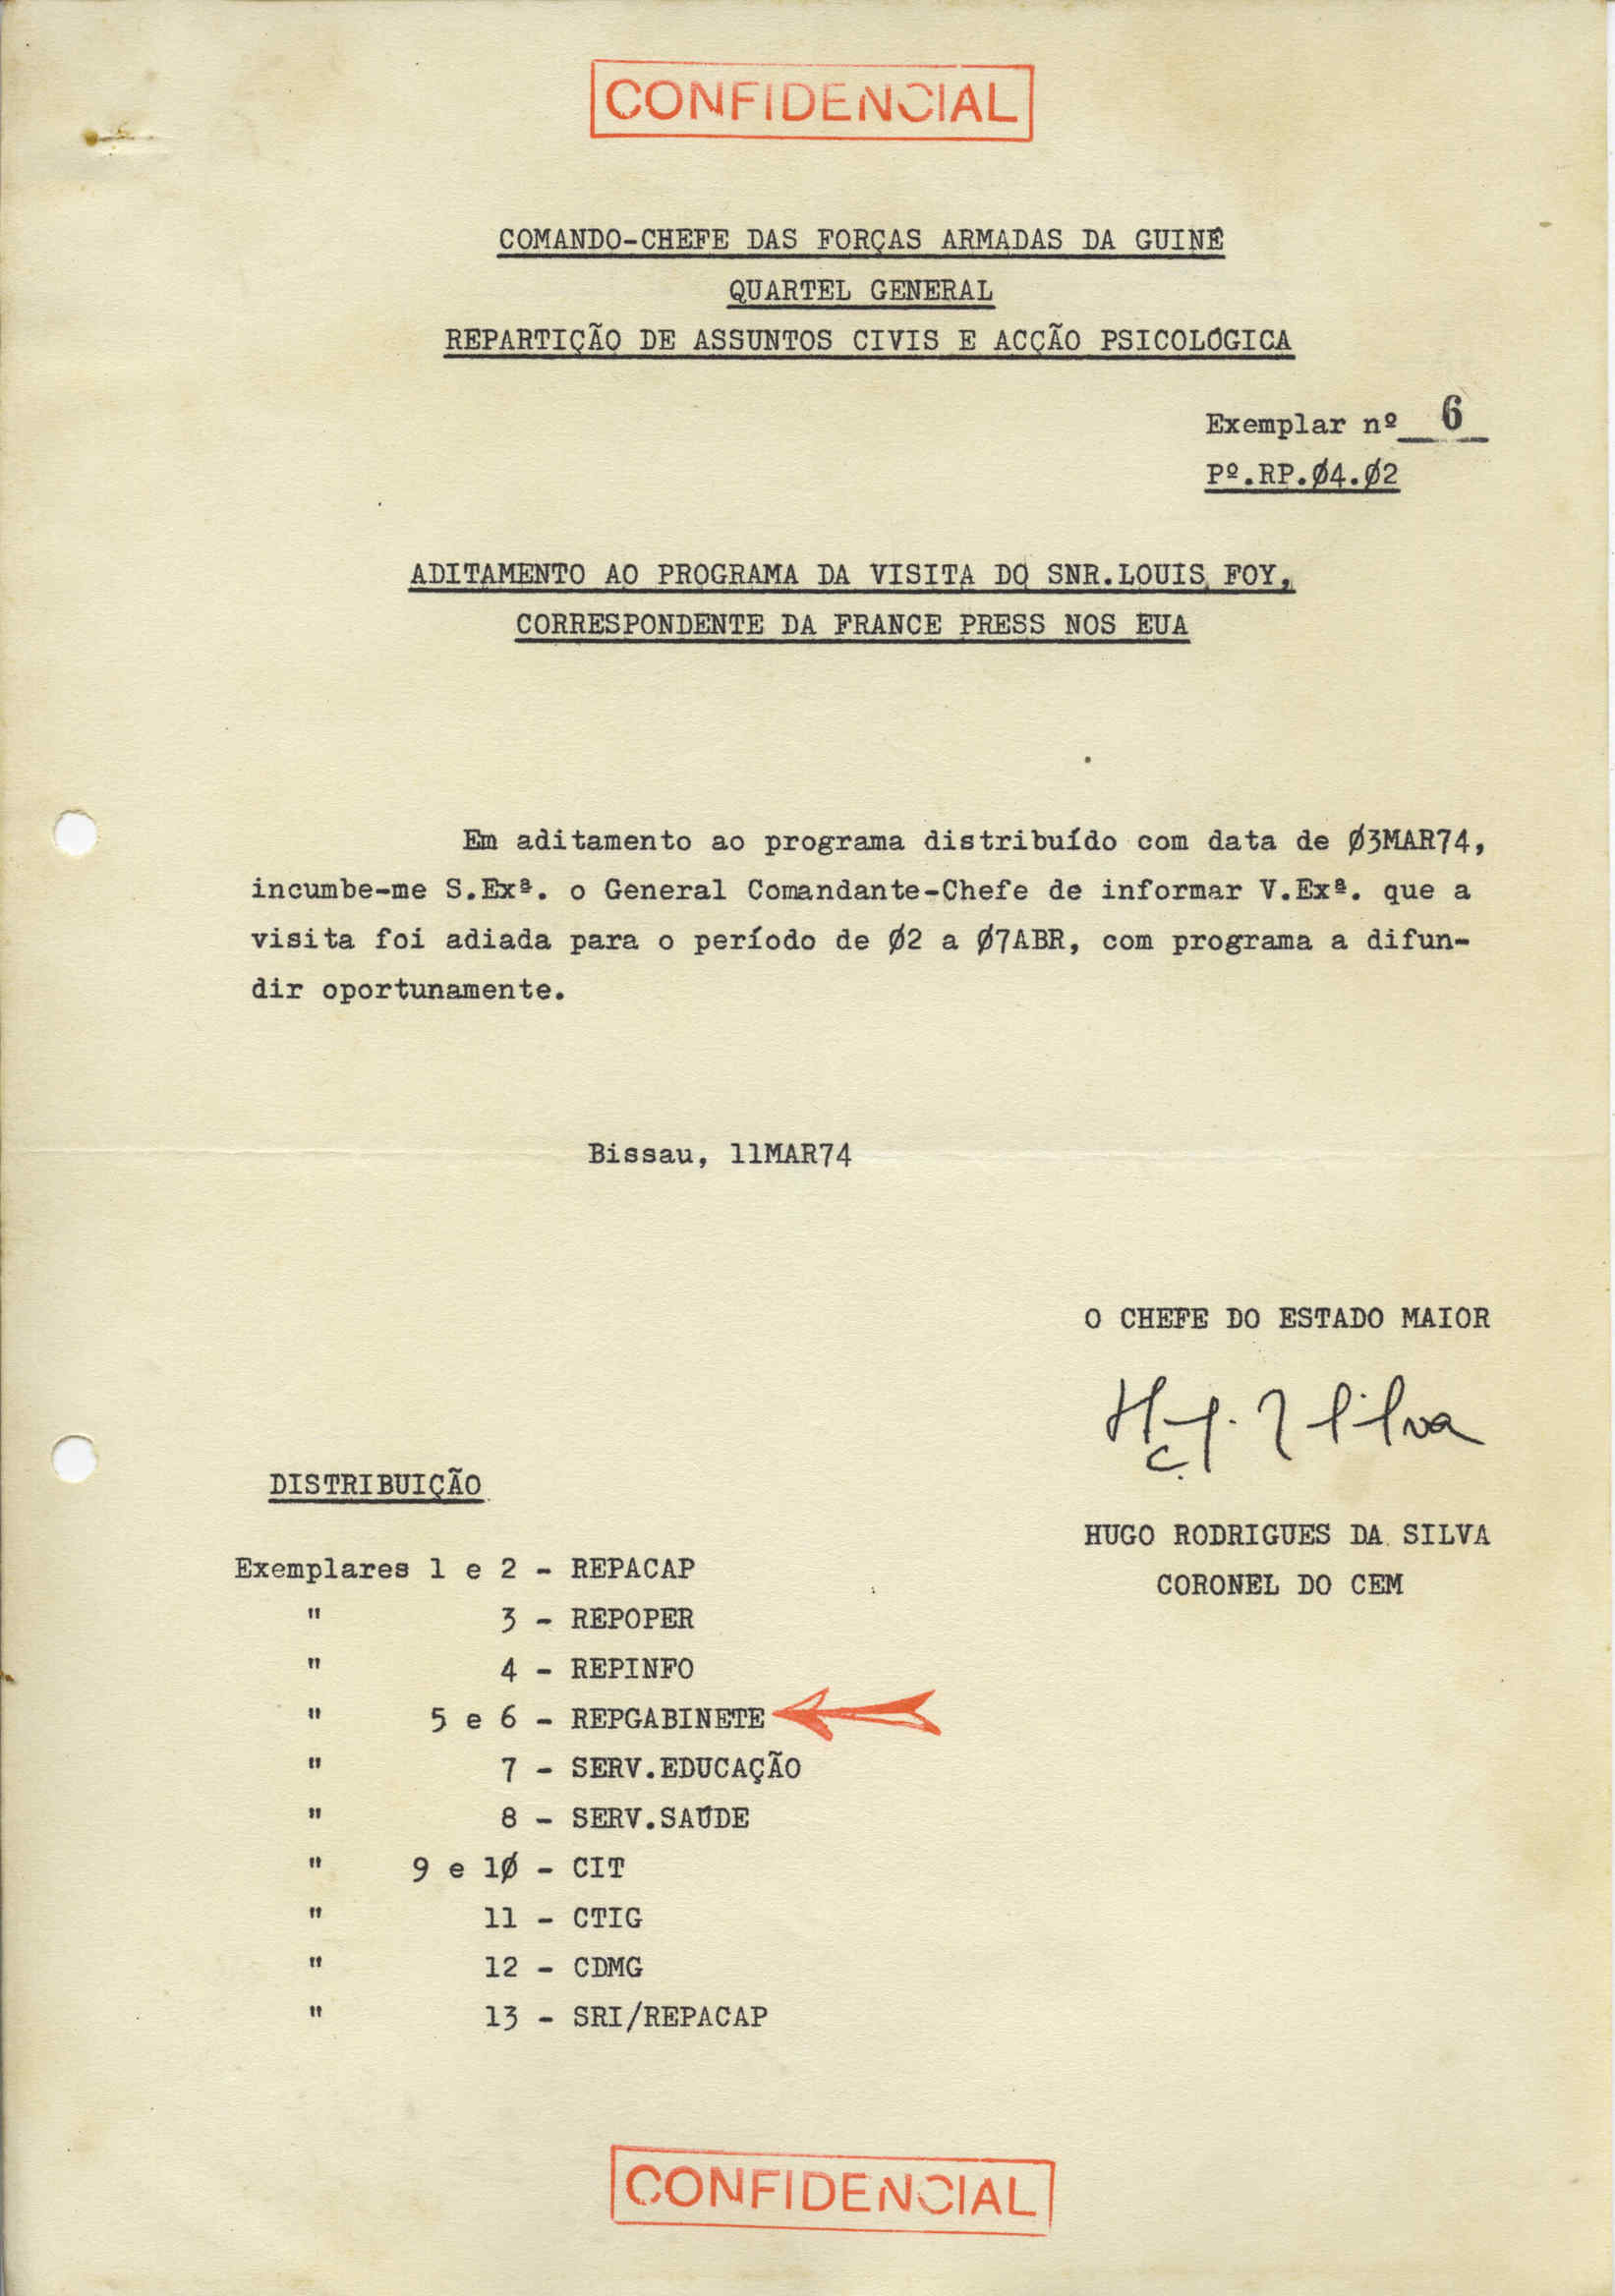 CONFIDENCIAL
COMANDO-CHEFE DAS FORÇAS ARMADAS DA GUINÉ
QUARTEL GENERAL
REPARTIÇÃO DE ASSUNTOS CIVIS E ACÇÃO PSICOLÓGICA
Exemplar nº 6
Pº.RP.Ø4.Ø2
ADITAMENTO AO PROGRAMA DA VISITA DO SNR.LOUIS FOY,
CORRESPONDENTE DA FRANCE PRESS NOS EUA
Em aditamento ao programa distribuído com data de Ø3MAR74,
incumbe-me S.Exª. o General Comandante-Chefe de informar V.Exª. que a
visita foi adiada para o período de Ø2 a Ø7ABR, com programa a difun-
dir oportunamente.
Bissau, 11MAR74
O CHEFE DO ESTADO MAIOR
HUGO RODRIGUES DA SILVA
CORONEL DO CEM
DISTRIBUIÇÃO
Exemplares 1 e 2 - REPACAP
" 3 - REPOPER
" 4 - REPINFO
" 5 e 6 - REPGABINETE
" 7 - SERV.EDUCAÇÃO
" 8 - SERV.SAÚDE
" 9 e 1Ø - CIT
" 11 - CTIG
" 12 - CDMG
" 13 - SRI/REPACAP
CONFIDENCIAL